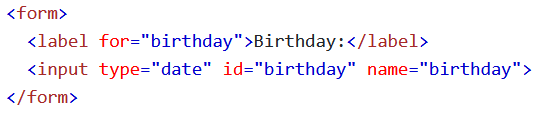 <form>
  <label for="birthday">Birthday:</label>
  <input type="date" id="birthday" name="birthday">
</form>